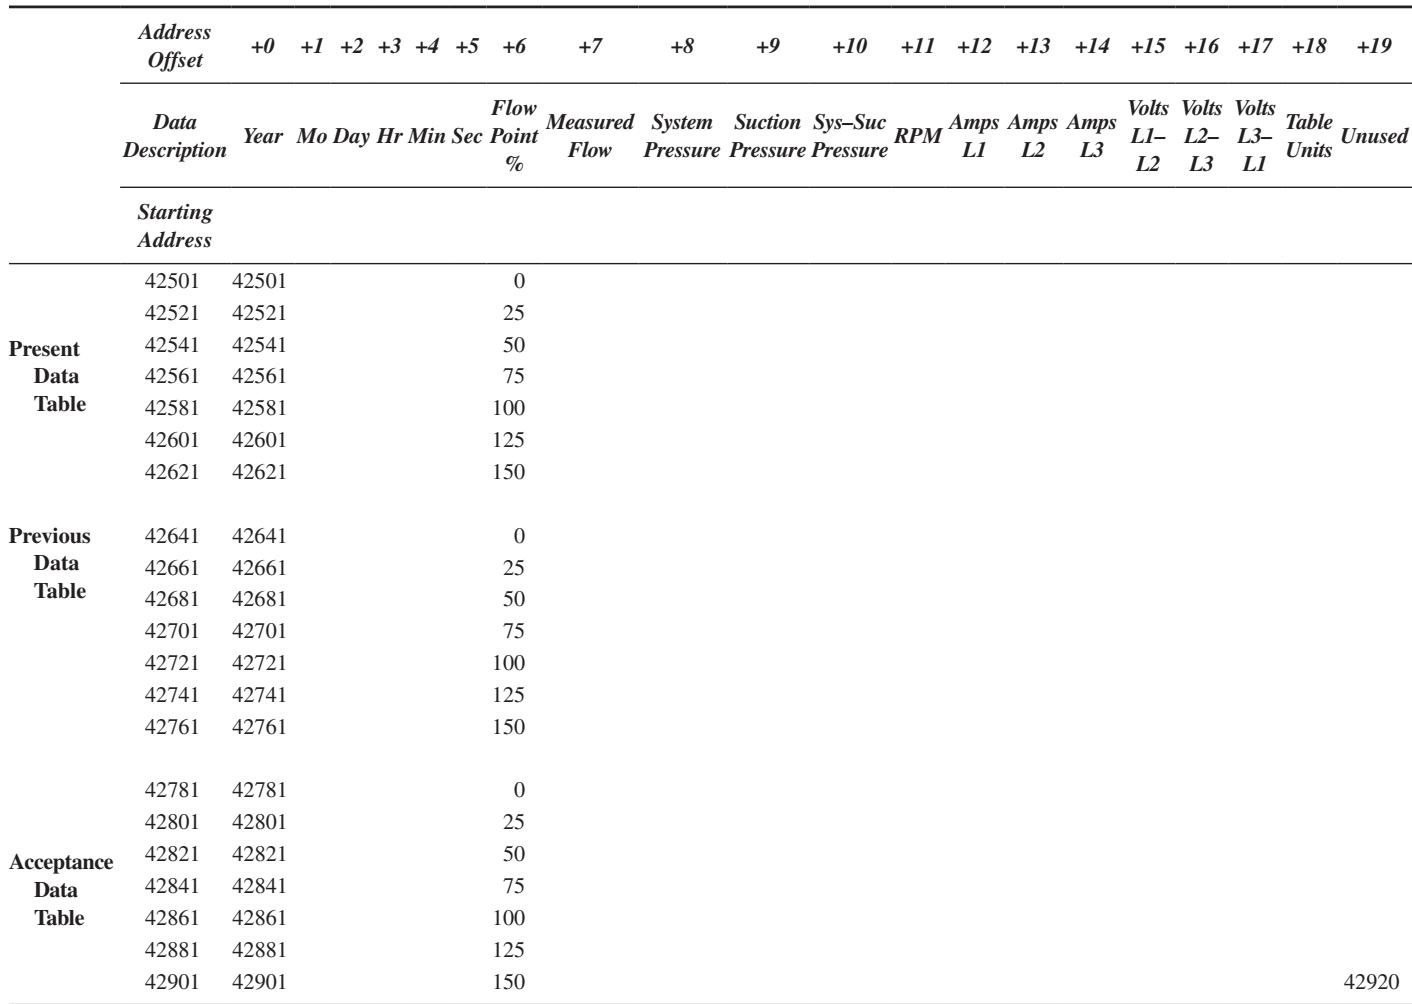 Address Offset +0 +1 +2 +3 +4 +5 +6 +7 +8 +9 +10 +11 +12 +13 +14 +15 +16 +17 +18 +19
Data Description Year Mo Day Hr Min Sec Flow Point % Measured Flow System Pressure Suction Pressure Sys–Suc Pressure RPM Amps L1 Amps L2 Amps L3 Volts L1–L2 Volts L2–L3 Volts L3–L1 Table Units Unused
Starting Address
Present Data Table
42501 42501 0
42521 42521 25
42541 42541 50
42561 42561 75
42581 42581 100
42601 42601 125
42621 42621 150
Previous Data Table
42641 42641 0
42661 42661 25
42681 42681 50
42701 42701 75
42721 42721 100
42741 42741 125
42761 42761 150
Acceptance Data Table
42781 42781 0
42801 42801 25
42821 42821 50
42841 42841 75
42861 42861 100
42881 42881 125
42901 42901 150 42920